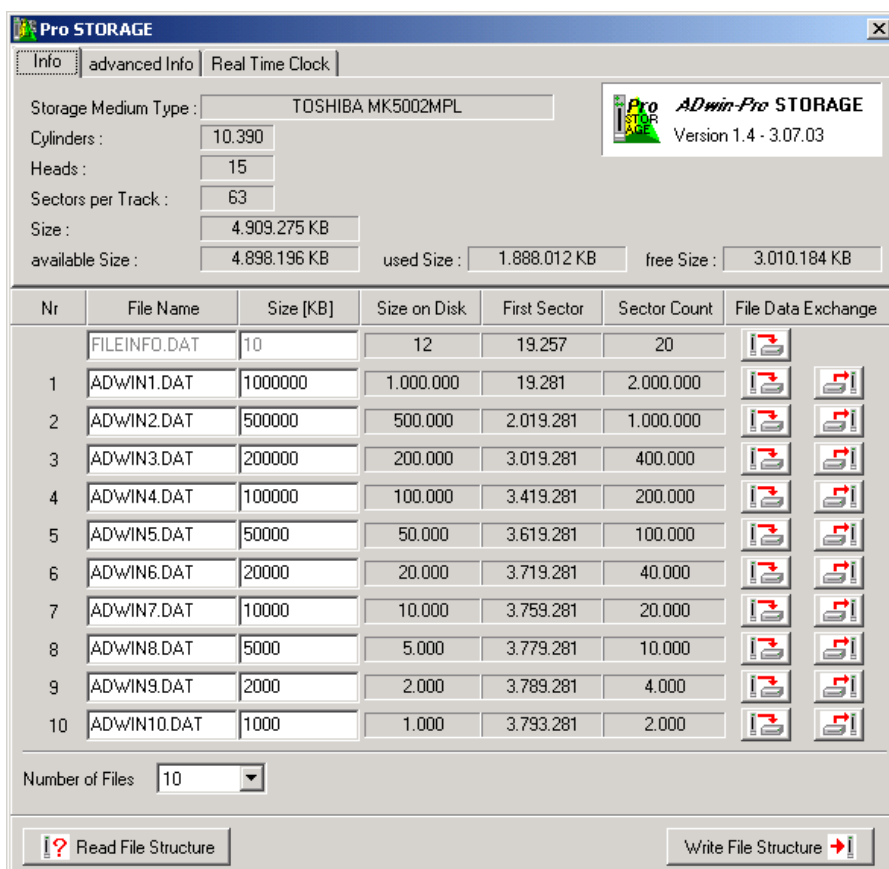 Pro STORAGE
Info advanced Info Real Time Clock
Storage Medium Type : TOSHIBA MK5002MPL
Pro STOR AGE ADwin-Pro STORAGE
Version 1.4 - 3.07.03
Cylinders : 10.390
Heads : 15
Sectors per Track : 63
Size : 4.909.275 KB
available Size : 4.898.196 KB used Size : 1.888.012 KB free Size : 3.010.184 KB
Nr File Name Size [KB] Size on Disk First Sector Sector Count File Data Exchange
FILEINFO.DAT 10 12 19.257 20
1 ADWIN1.DAT 1000000 1.000.000 19.281 2.000.000
2 ADWIN2.DAT 500000 500.000 2.019.281 1.000.000
3 ADWIN3.DAT 200000 200.000 3.019.281 400.000
4 ADWIN4.DAT 100000 100.000 3.419.281 200.000
5 ADWIN5.DAT 50000 50.000 3.619.281 100.000
6 ADWIN6.DAT 20000 20.000 3.719.281 40.000
7 ADWIN7.DAT 10000 10.000 3.759.281 20.000
8 ADWIN8.DAT 5000 5.000 3.779.281 10.000
9 ADWIN9.DAT 2000 2.000 3.789.281 4.000
10 ADWIN10.DAT 1000 1.000 3.793.281 2.000
Number of Files 10
? Read File Structure Write File Structure